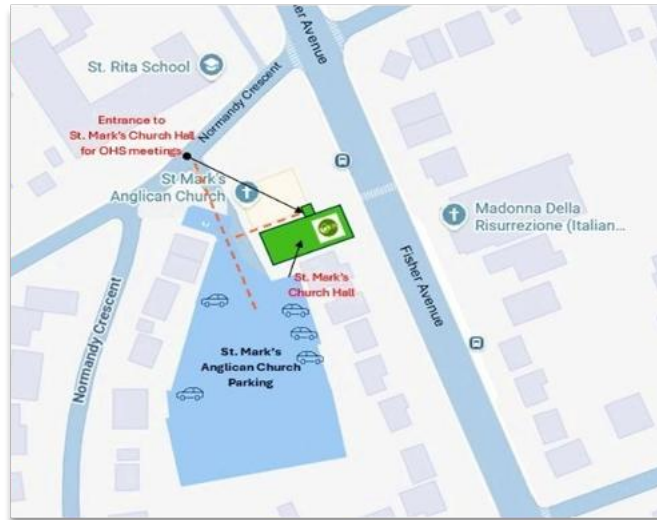 Fisher Avenue
St. Rita School
Normandy Crescent
Entrance to
St. Mark's Church Hall
for OHS meetings
St Mark's
Anglican Church
Madonna Della
Risurrezione (Italian...
Fisher Avenue
St. Mark's
Church Hall
Normandy Crescent
St. Mark's
Anglican Church
Parking